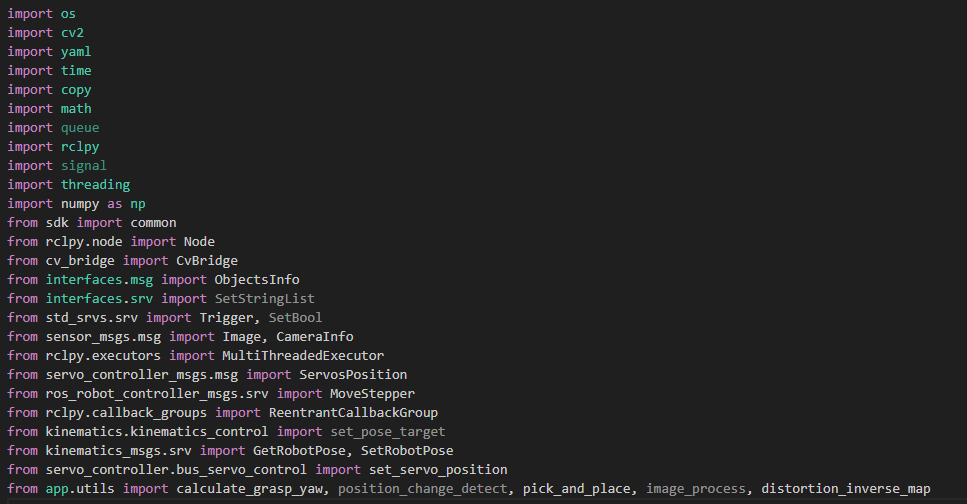 import os
import cv2
import yaml
import time
import copy
import math
import queue
import rclpy
import signal
import threading
import numpy as np
from sdk import common
from rclpy.node import Node
from cv_bridge import CvBridge
from interfaces.msg import ObjectsInfo
from interfaces.srv import SetStringList
from std_srvs.srv import Trigger, SetBool
from sensor_msgs.msg import Image, CameraInfo
from rclpy.executors import MultiThreadedExecutor
from servo_controller_msgs.msg import ServosPosition
from ros_robot_controller_msgs.srv import MoveStepper
from rclpy.callback_groups import ReentrantCallbackGroup
from kinematics.kinematics_control import set_pose_target
from kinematics_msgs.srv import GetRobotPose, SetRobotPose
from servo_controller.bus_servo_control import set_servo_position
from app.utils import calculate_grasp_yaw, position_change_detect, pick_and_place, image_process, distortion_inverse_map